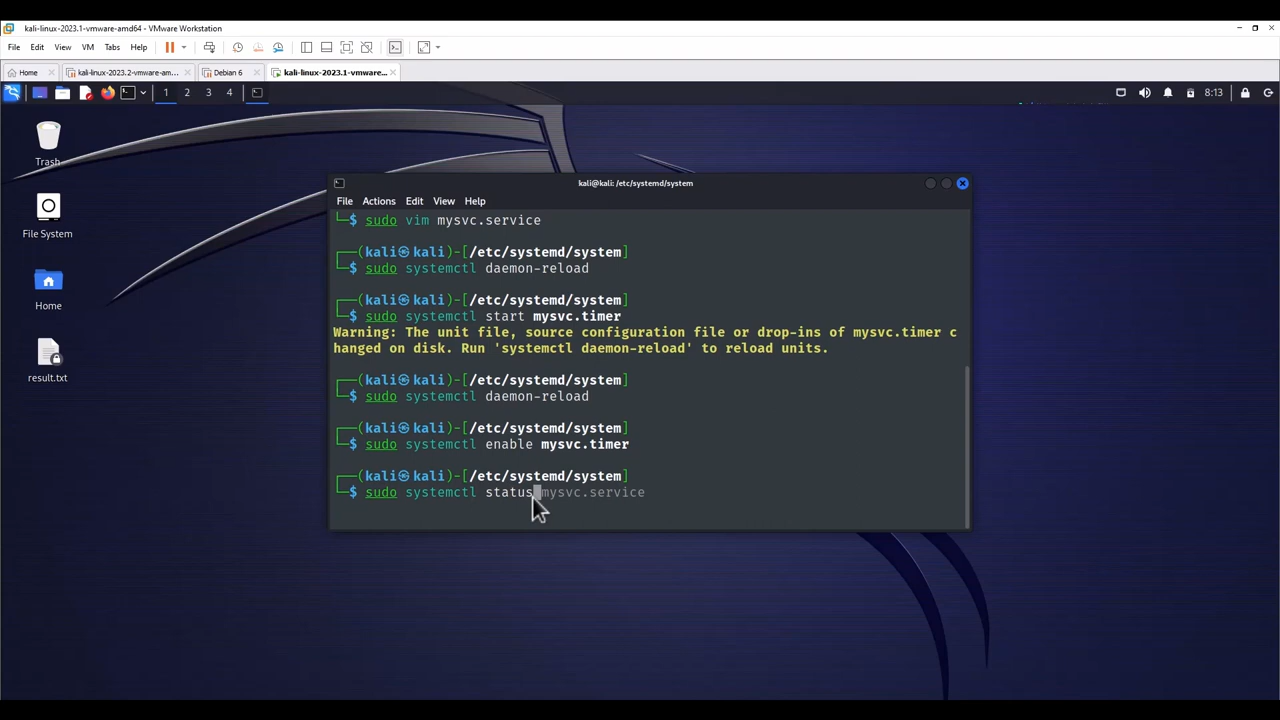 kali-linux-2023.1-vmware-amd64 - VMware Workstation
File Edit View VM Tabs Help
Home kali-linux-2023.2-vmware-am... Debian 6 kali-linux-2023.1-vmware...
1 2 3 4 8:13
Trash
File System
Home
result.txt
kali@kali: /etc/systemd/system
File Actions Edit View Help
└─$ sudo vim mysvc.service
┌──(kali㉿kali)-[/etc/systemd/system]
└─$ sudo systemctl daemon-reload
┌──(kali㉿kali)-[/etc/systemd/system]
└─$ sudo systemctl start mysvc.timer
Warning: The unit file, source configuration file or drop-ins of mysvc.timer c
hanged on disk. Run 'systemctl daemon-reload' to reload units.
┌──(kali㉿kali)-[/etc/systemd/system]
└─$ sudo systemctl daemon-reload
┌──(kali㉿kali)-[/etc/systemd/system]
└─$ sudo systemctl enable mysvc.timer
┌──(kali㉿kali)-[/etc/systemd/system]
└─$ sudo systemctl status mysvc.service